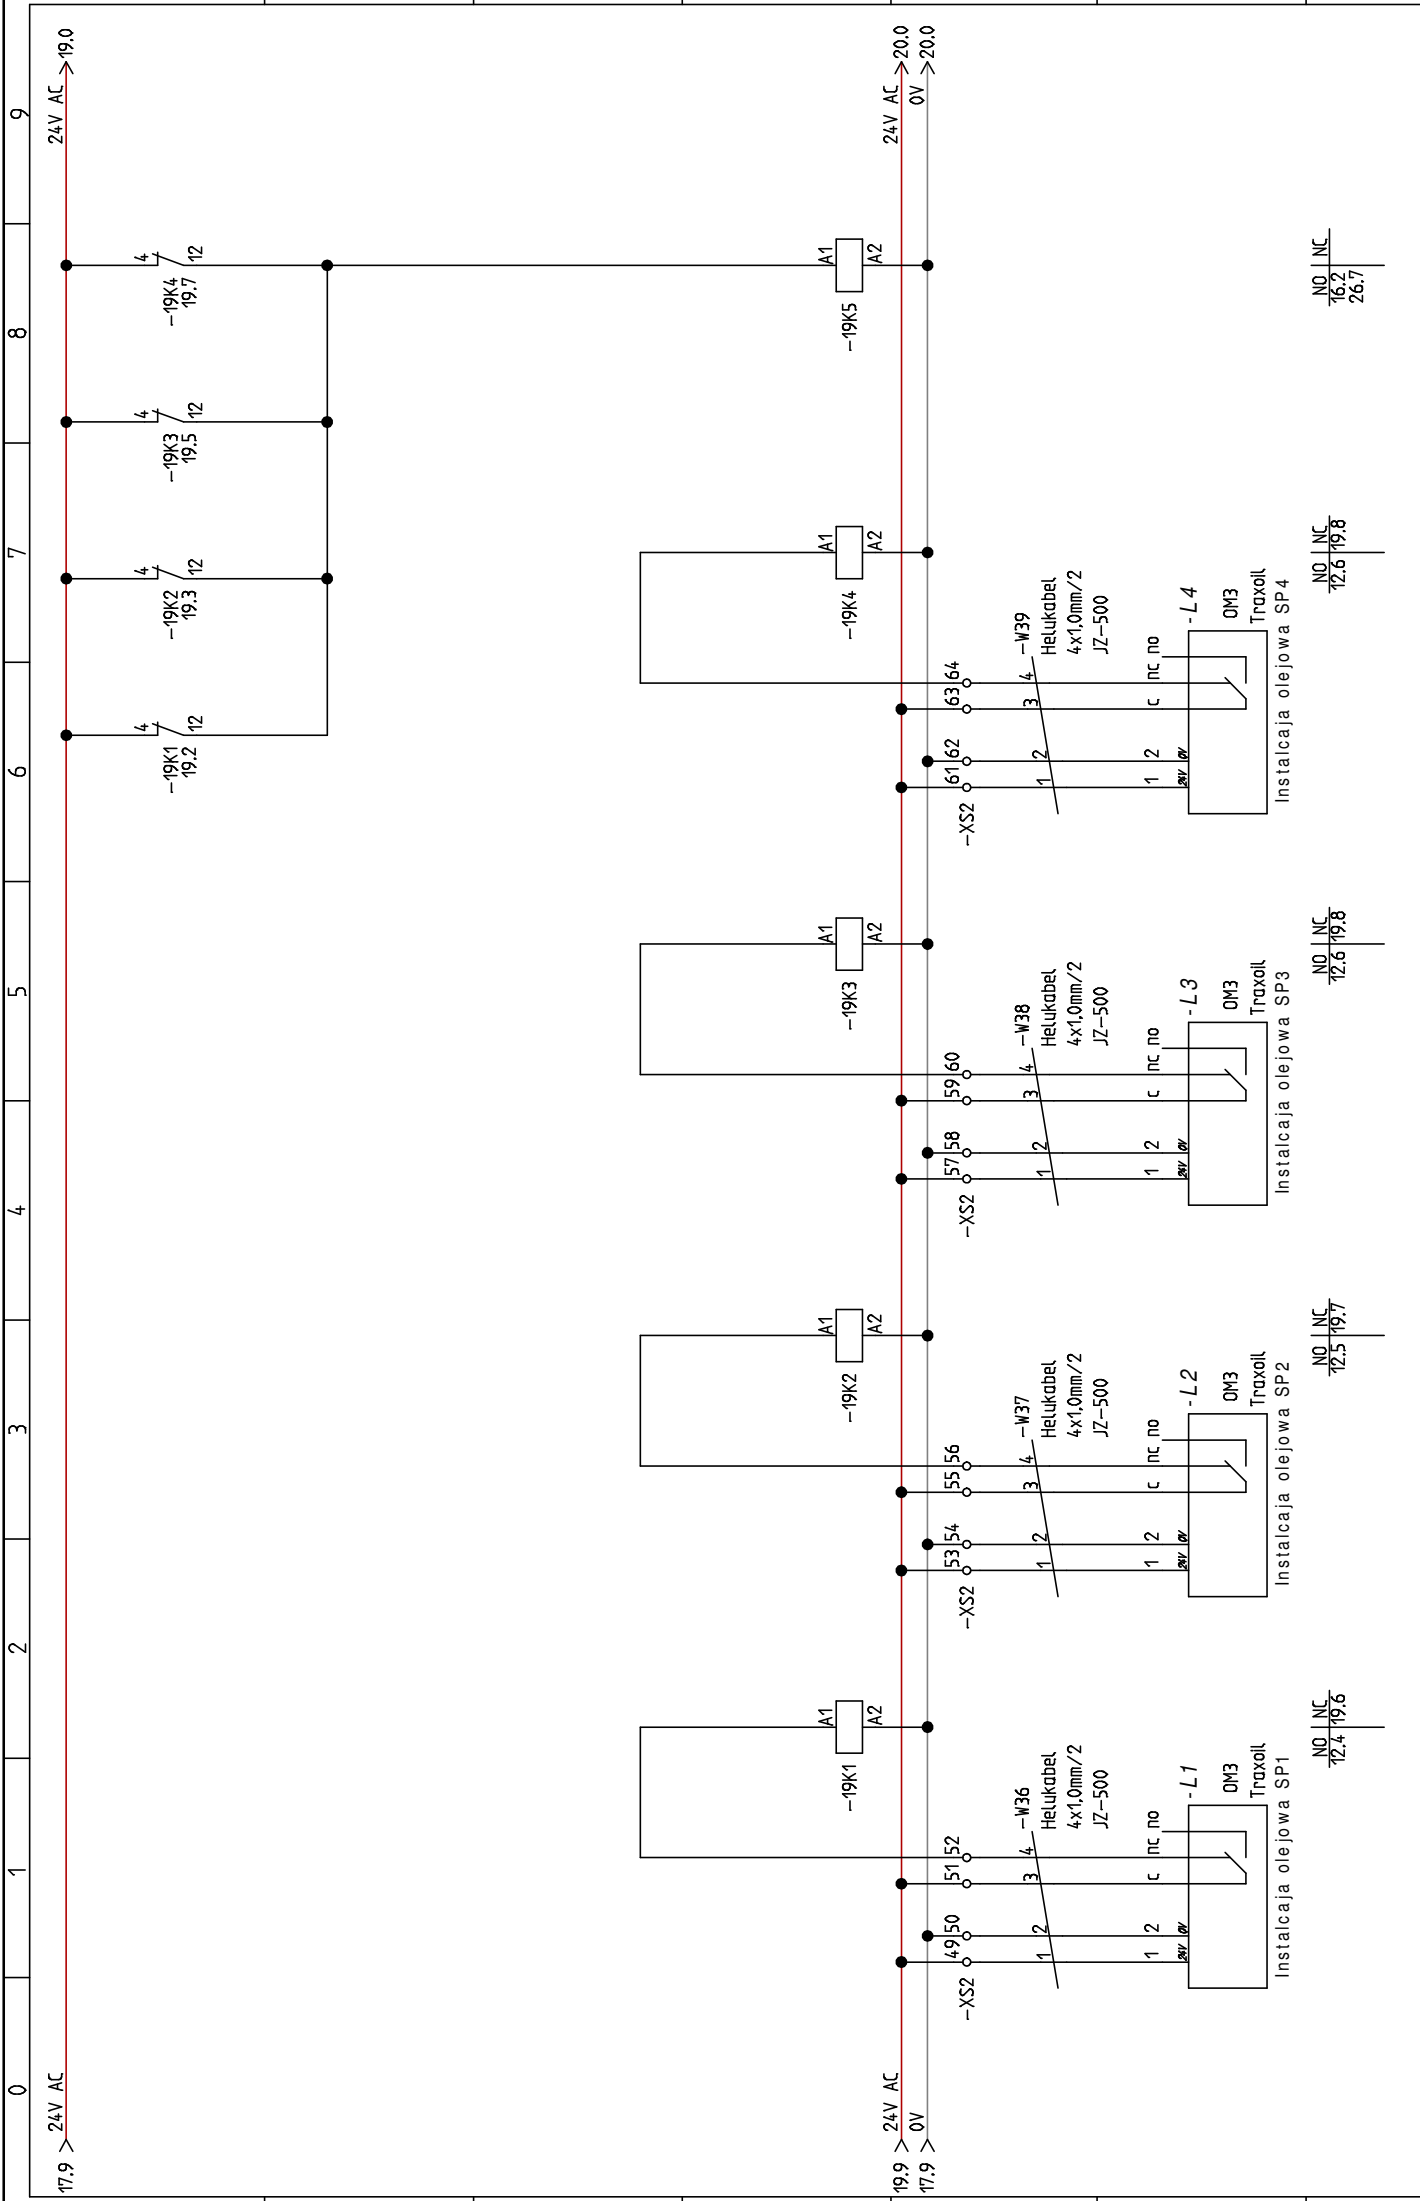 0 1 2 3 4 5 6 7 8 9
17.9 24V AC 24V AC 19.0
-19K1
19.2
4
12
-19K2
19.3
4
12
-19K3
19.5
4
12
-19K4
19.7
4
12
-19K1
A1
A2
-19K2
A1
A2
-19K3
A1
A2
-19K4
A1
A2
-19K5
A1
A2
19.9 24V AC 24V AC 20.0
17.9 0V 0V 20.0
-XS2 49 50 51 52
1 2 3 4
-W36
Helukabel
4x1,0mm/2
JZ-500
1 2 c nc no
24V 0V
-L1
OM3
Traxoil
Instalcaja olejowa SP1
-XS2 53 54 55 56
1 2 3 4
-W37
Helukabel
4x1,0mm/2
JZ-500
1 2 c nc no
24V 0V
-L2
OM3
Traxoil
Instalcaja olejowa SP2
-XS2 57 58 59 60
1 2 3 4
-W38
Helukabel
4x1,0mm/2
JZ-500
1 2 c nc no
24V 0V
-L3
OM3
Traxoil
Instalcaja olejowa SP3
-XS2 61 62 63 64
1 2 3 4
-W39
Helukabel
4x1,0mm/2
JZ-500
1 2 c nc no
24V 0V
-L4
OM3
Traxoil
Instalcaja olejowa SP4
NO NC
12.4 19.6
NO NC
12.5 19.7
NO NC
12.6 19.8
NO NC
12.6 19.8
NO NC
16.2
26.7